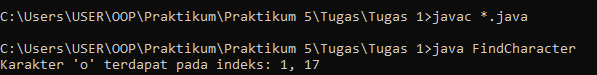 C:\Users\USER\OOP\Praktikum\Praktikum 5\Tugas\Tugas 1>javac *.java
C:\Users\USER\OOP\Praktikum\Praktikum 5\Tugas\Tugas 1>java FindCharacter
Karakter 'o' terdapat pada indeks: 1, 17